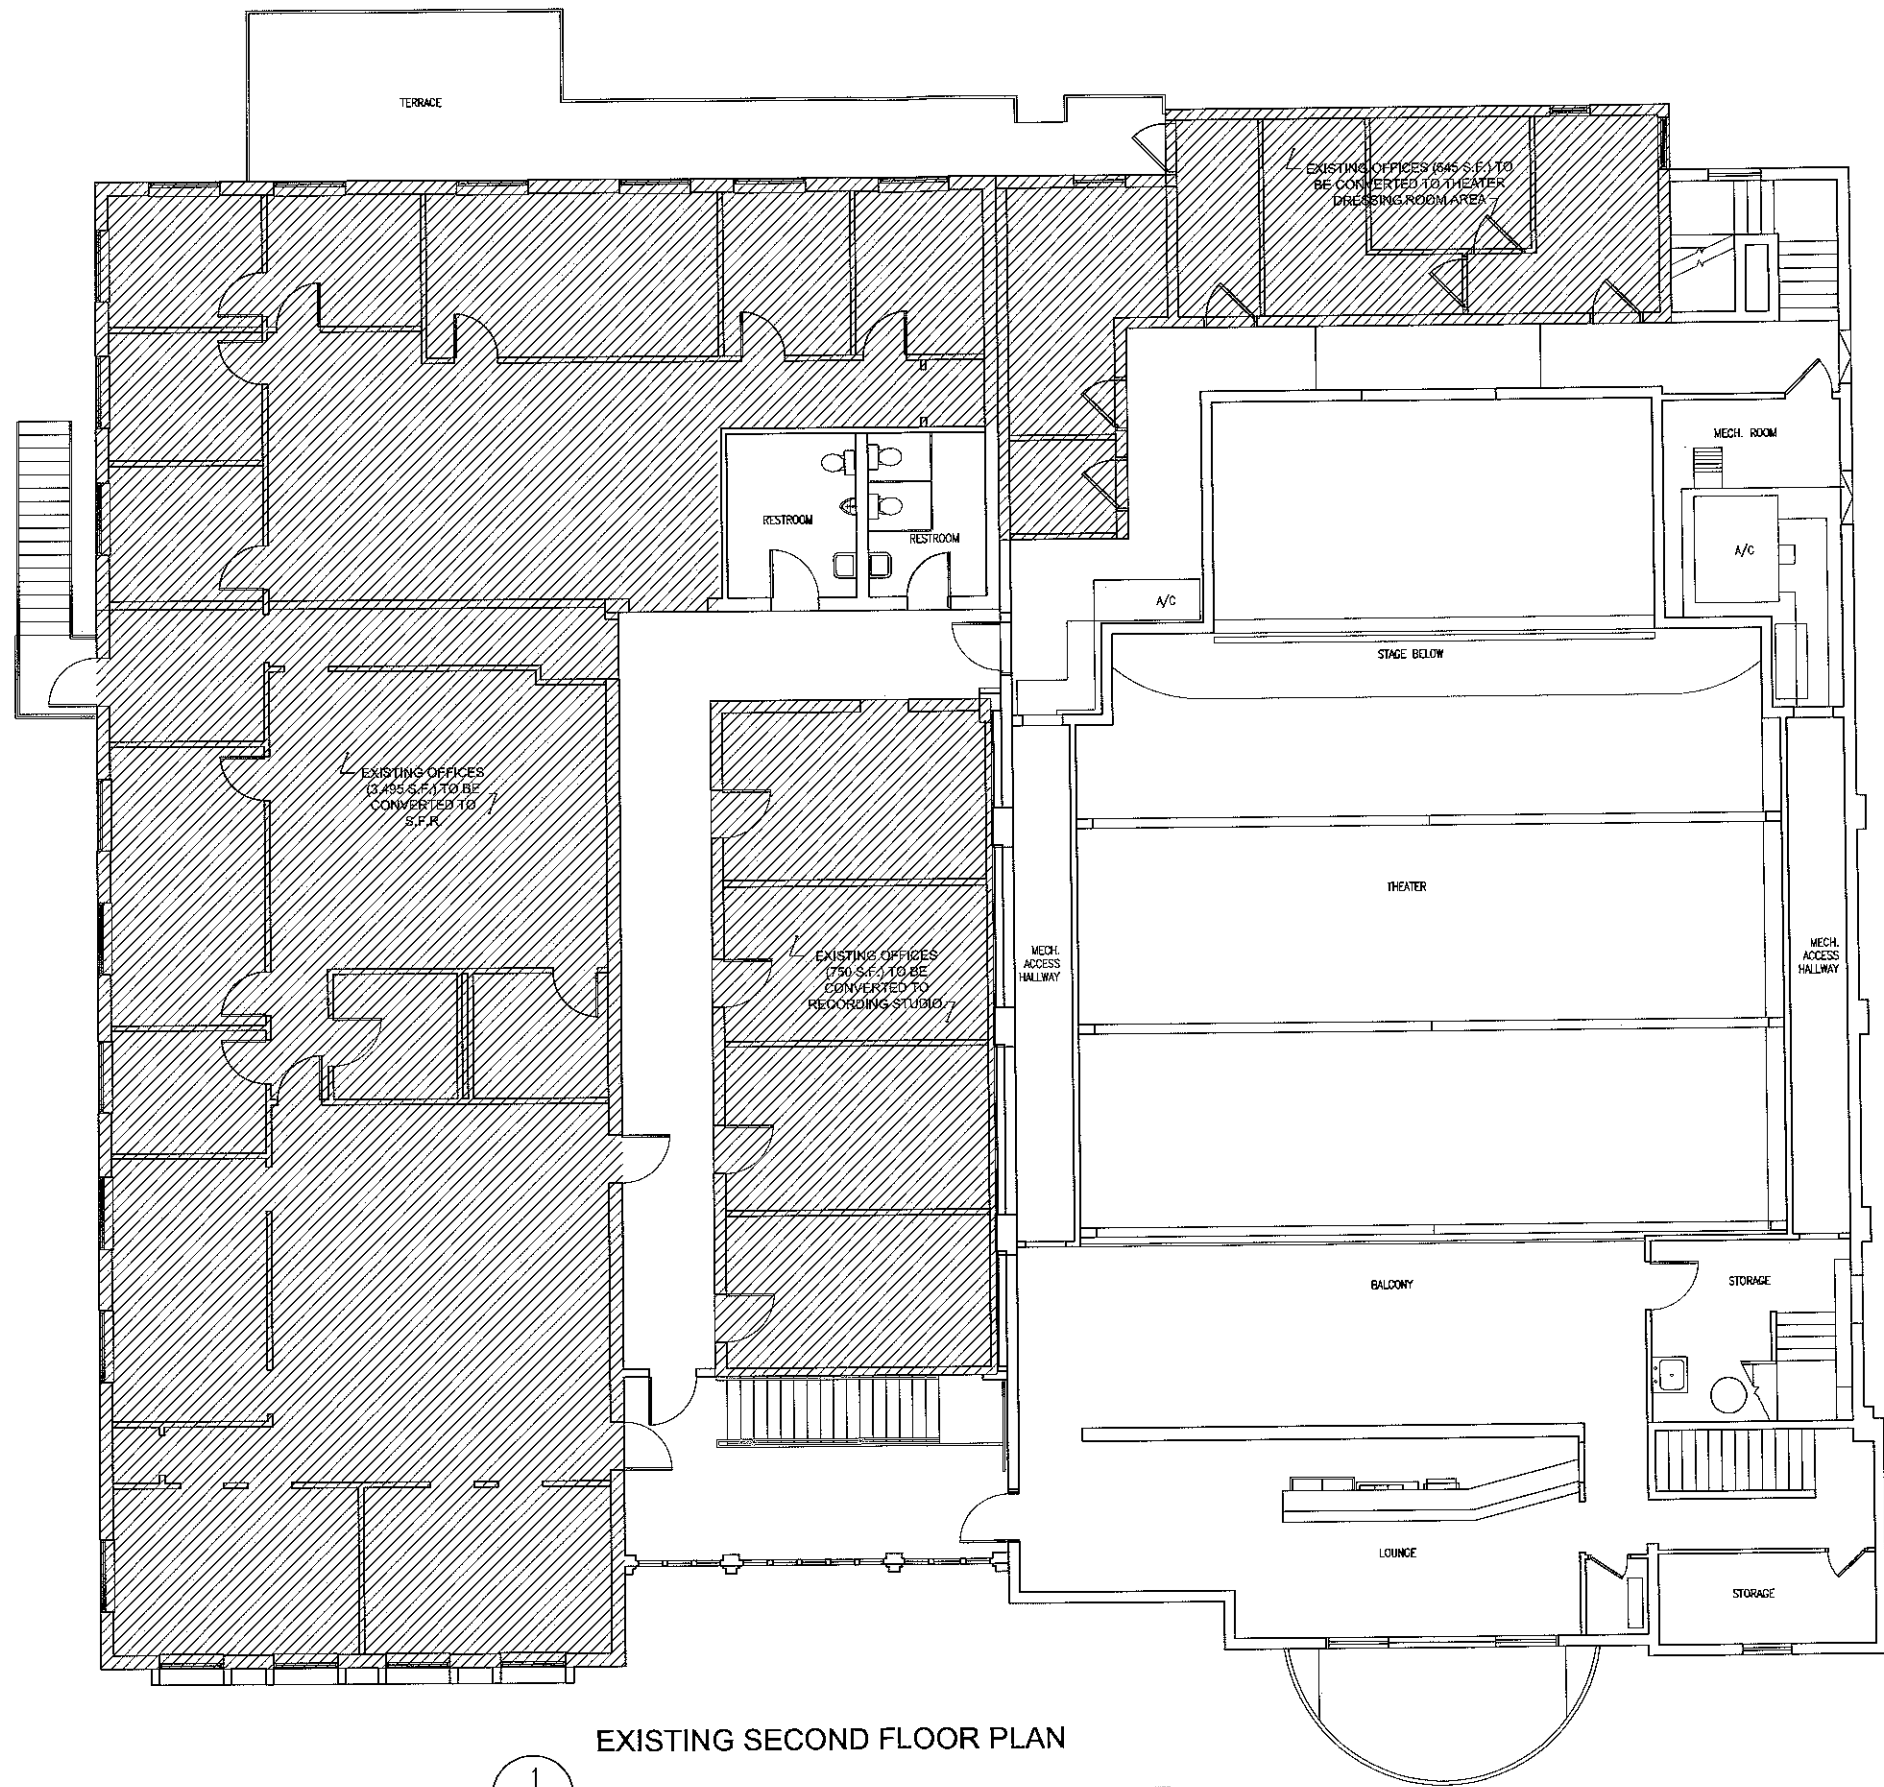 TERRACE
EXISTING OFFICES (645 S.F.) TO
BE CONVERTED TO THEATER
DRESSING ROOM AREA
MECH. ROOM
A/C
RESTROOM
RESTROOM
A/C
STAGE BELOW
EXISTING OFFICES
(3,495 S.F.) TO BE
CONVERTED TO
S.F.R.
THEATER
EXISTING OFFICES
(750 S.F.) TO BE
CONVERTED TO
RECORDING STUDIO
MECH.
ACCESS
HALLWAY
MECH.
ACCESS
HALLWAY
BALCONY
STORAGE
LOUNGE
STORAGE
EXISTING SECOND FLOOR PLAN
1